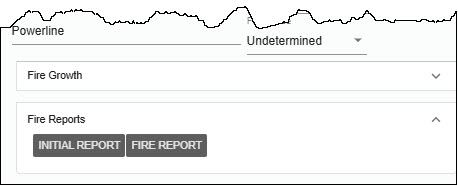 Powerline
Undetermined
Fire Growth
Fire Reports
INITIAL REPORT FIRE REPORT